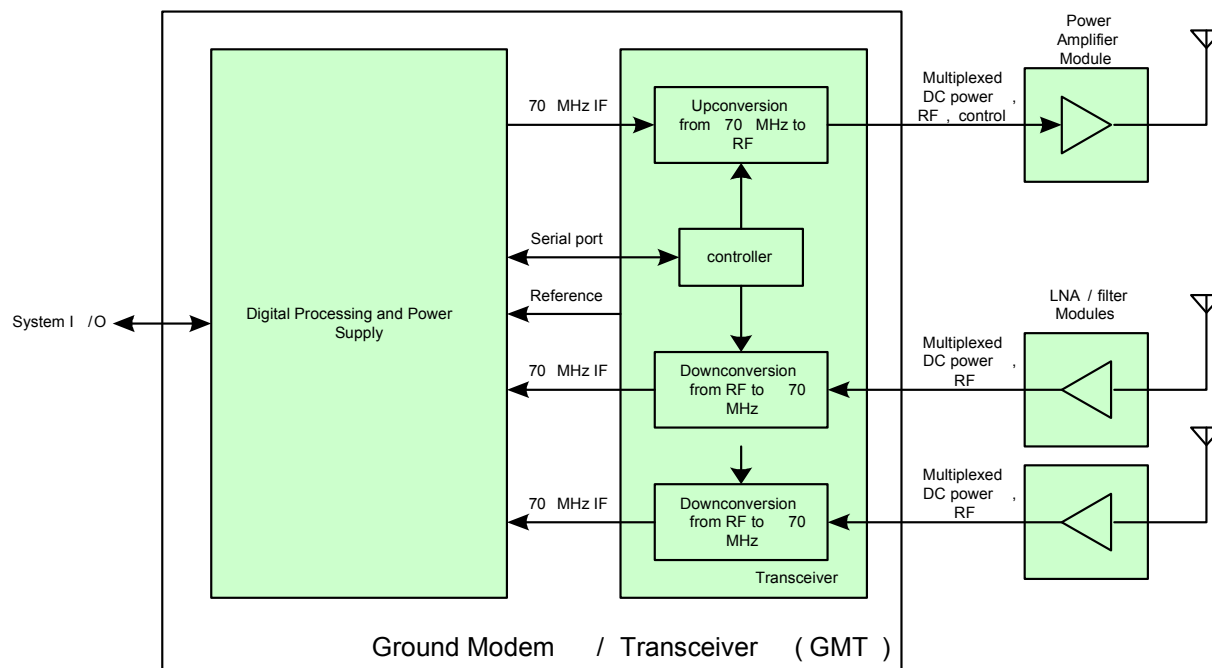 Power
Amplifier
Module
70 MHz IF
Upconversion
from 70 MHz to
RF
Multiplexed
DC power ,
RF , control
Serial port
controller
Reference
System I /O
Digital Processing and Power
Supply
LNA / filter
Modules
70 MHz IF
Downconversion
from RF to 70
MHz
Multiplexed
DC power ,
RF
70 MHz IF
Downconversion
from RF to 70
MHz
Multiplexed
DC power ,
RF
Transceiver
Ground Modem / Transceiver ( GMT )